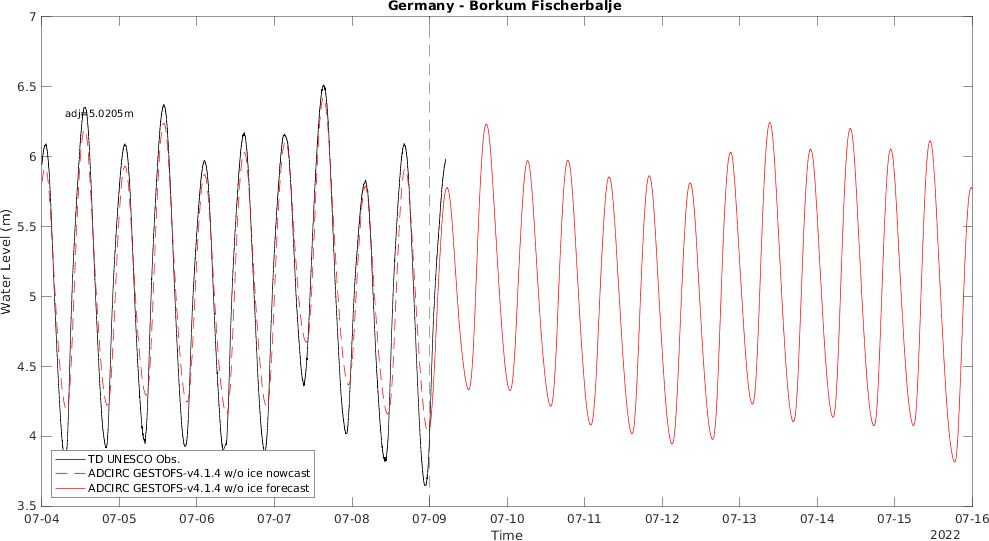 Germany - Borkum Fischerbalje
7
6.5
adj=5.0205m
6
5.5
Water Level (m)
5
4.5
4
TD UNESCO Obs.
ADCIRC GESTOFS-v4.1.4 w/o ice nowcast
ADCIRC GESTOFS-v4.1.4 w/o ice forecast
3.5
07-04 07-05 07-06 07-07 07-08 07-09 07-10 07-11 07-12 07-13 07-14 07-15 07-16
Time
2022